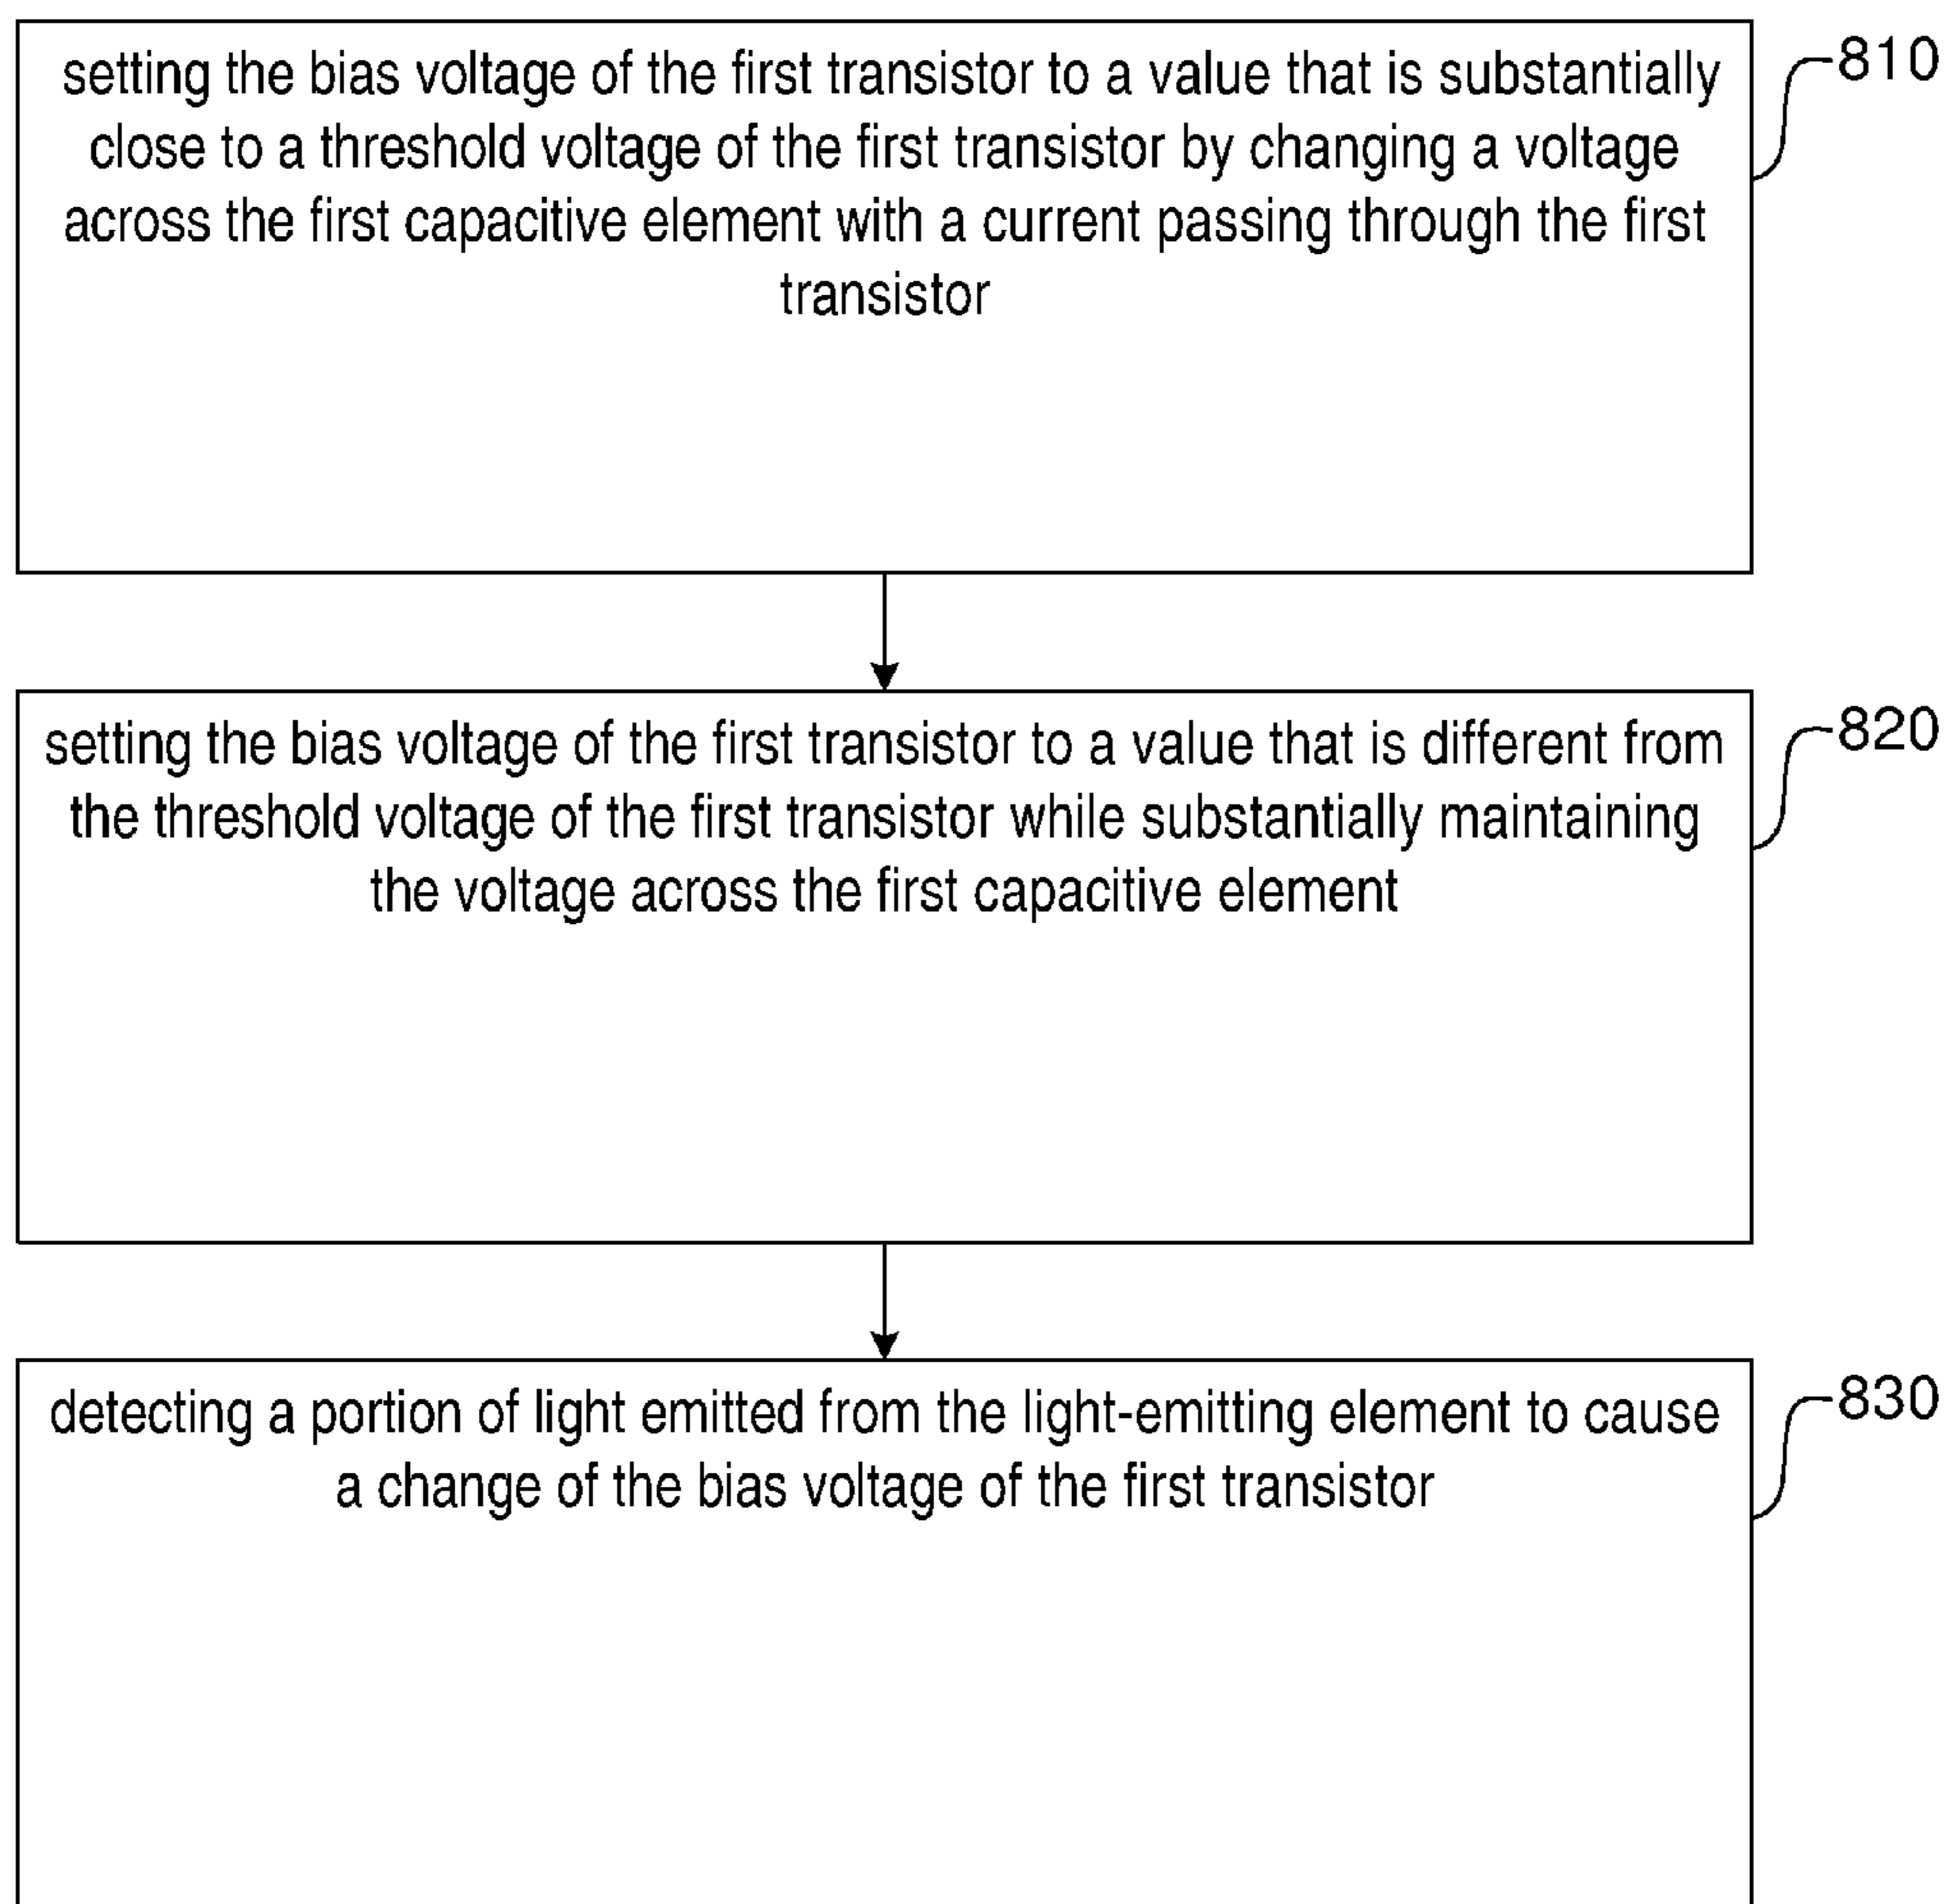 setting the bias voltage of the first transistor to a value that is substantially
close to a threshold voltage of the first transistor by changing a voltage
across the first capacitive element with a current passing through the first
transistor
810
setting the bias voltage of the first transistor to a value that is different from
the threshold voltage of the first transistor while substantially maintaining
the voltage across the first capacitive element
820
detecting a portion of light emitted from the light-emitting element to cause
a change of the bias voltage of the first transistor
830